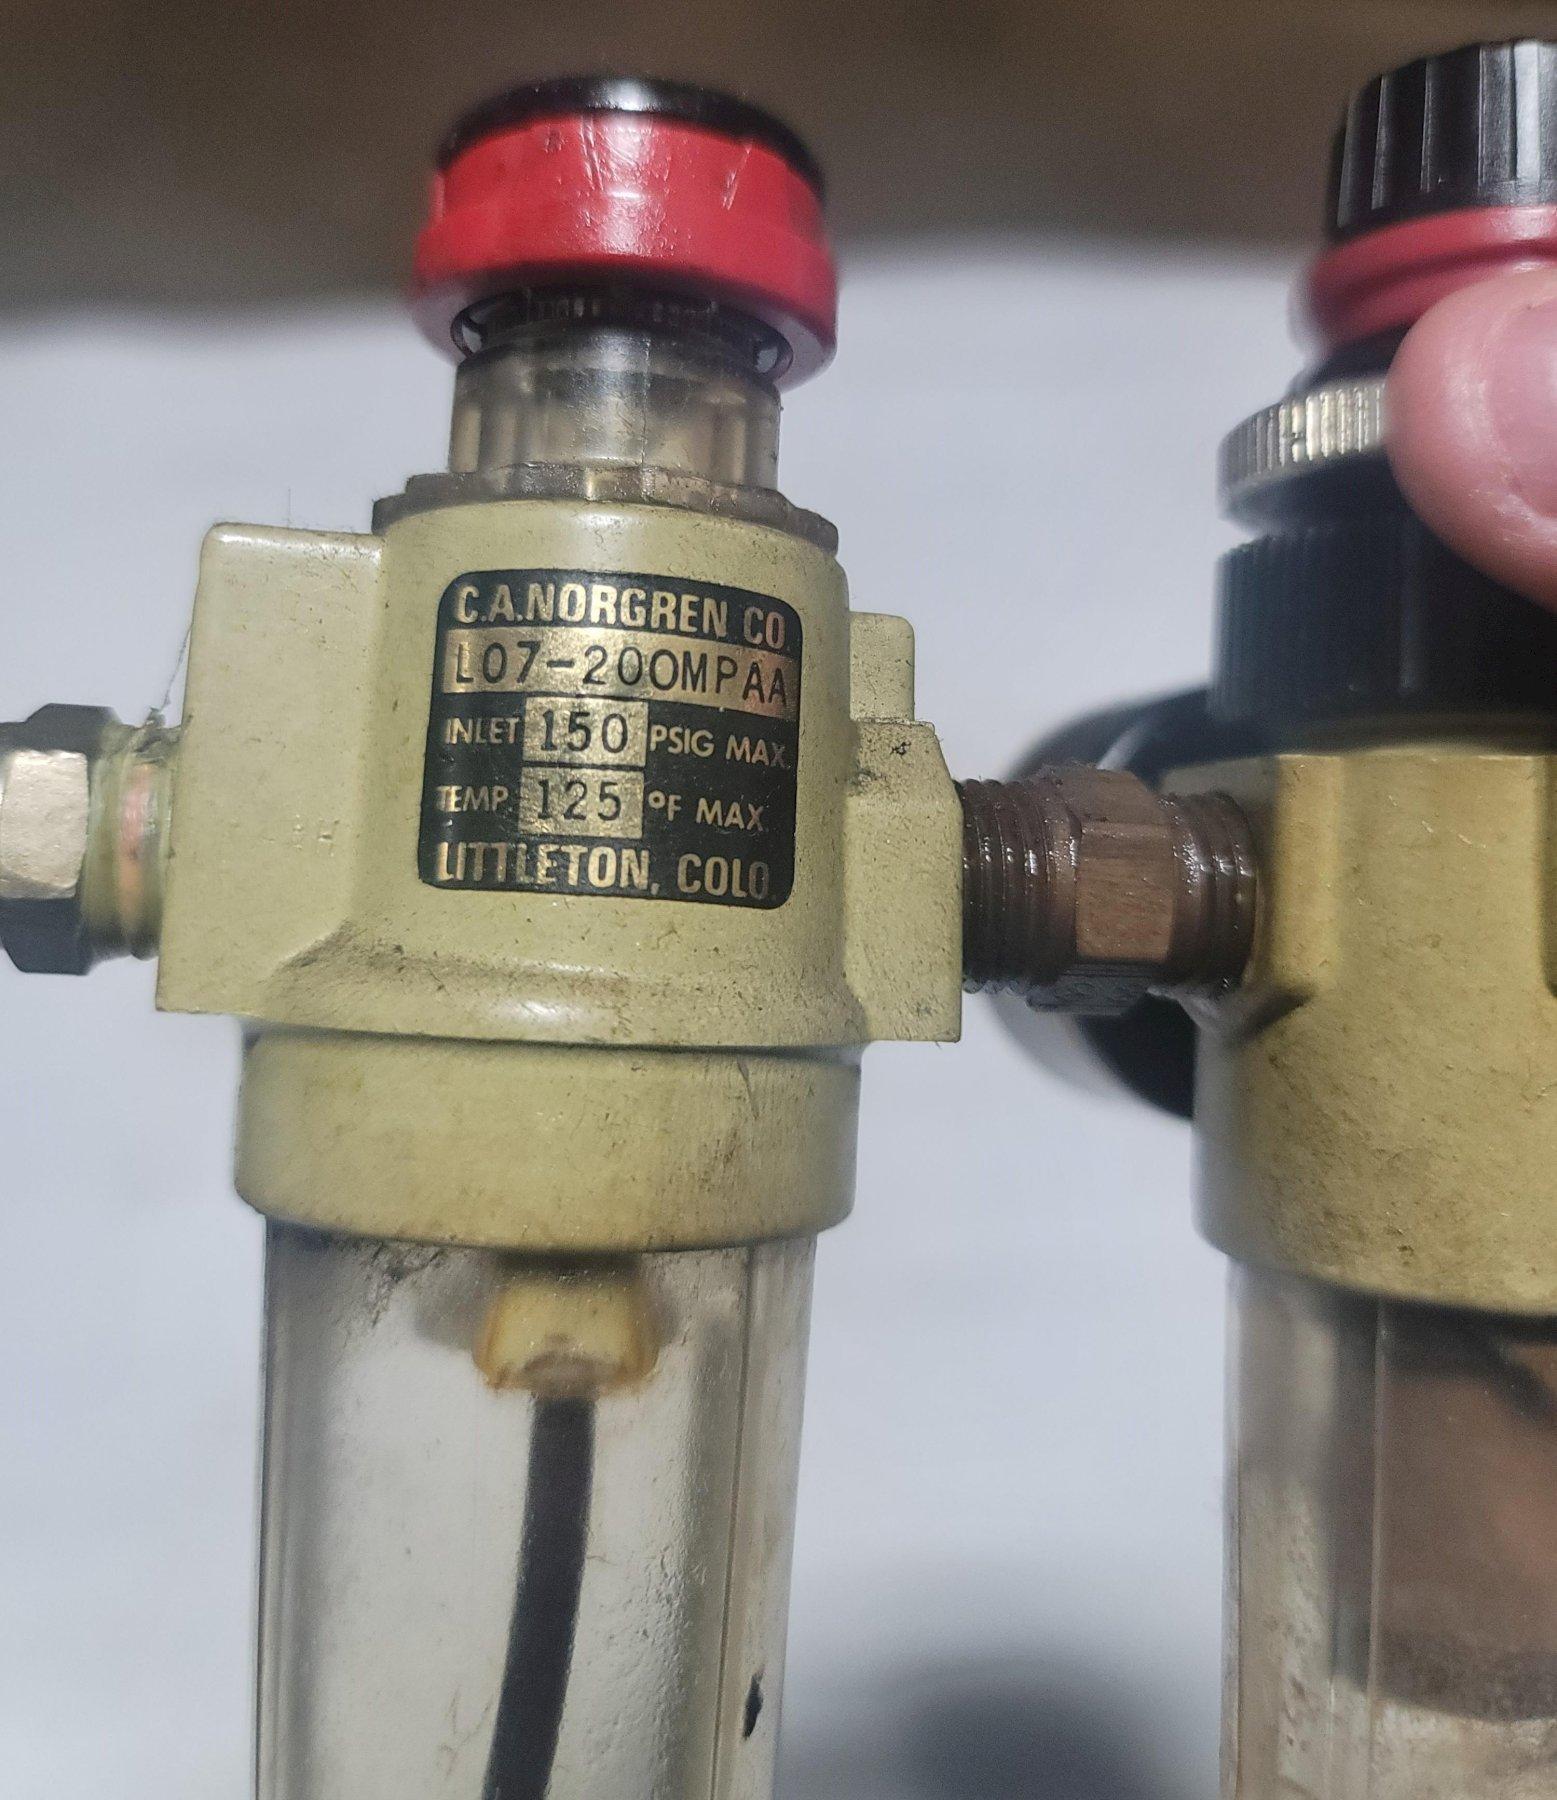 C.A.NORGREN CO.
L07-200MPAA
INLET 150 PSIG MAX.
TEMP. 125 °F MAX.
LITTLETON, COLO.